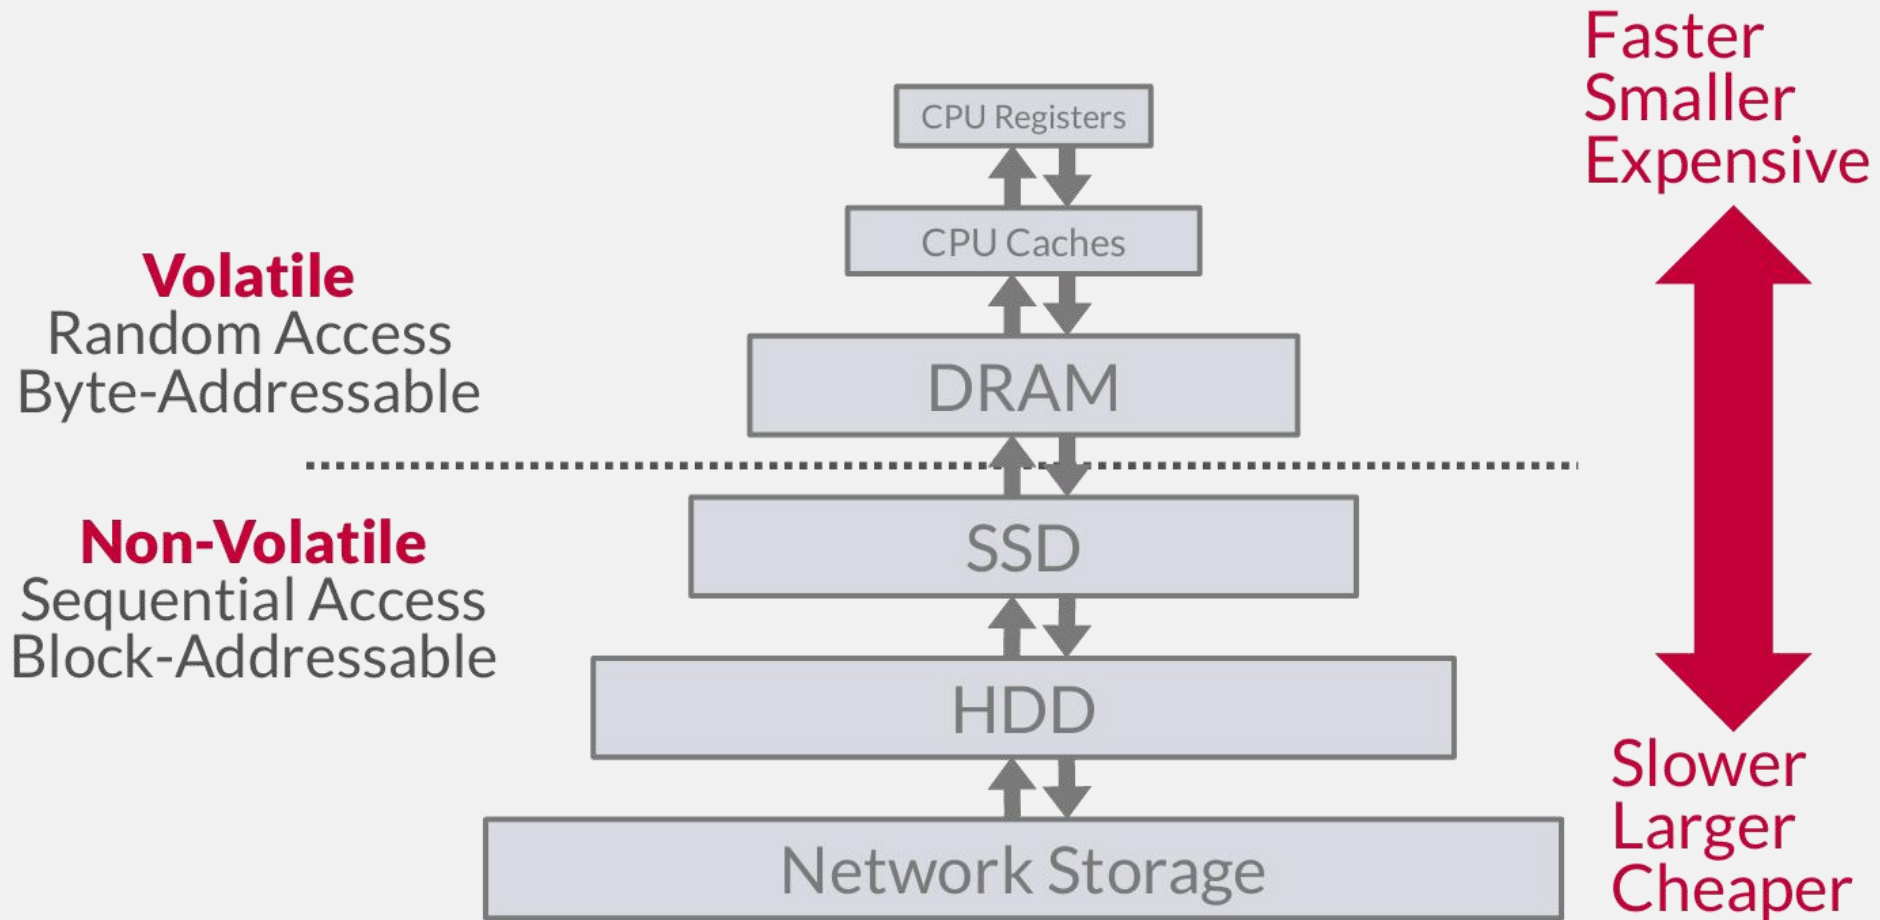 Faster
Smaller
Expensive
CPU Registers
CPU Caches
Volatile
Random Access
Byte-Addressable
DRAM
Non-Volatile
Sequential Access
Block-Addressable
SSD
HDD
Network Storage
Slower
Larger
Cheaper